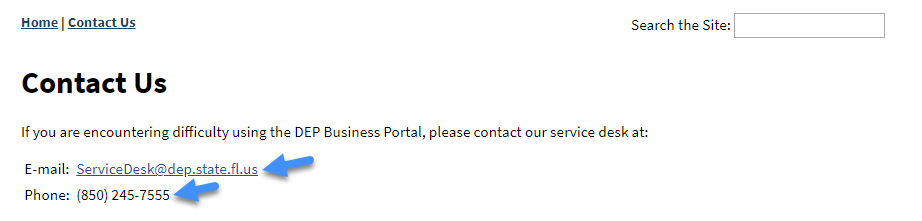 Home | Contact Us
Search the Site:
Contact Us
If you are encountering difficulty using the DEP Business Portal, please contact our service desk at:
E-mail: ServiceDesk@dep.state.fl.us
Phone: (850) 245-7555